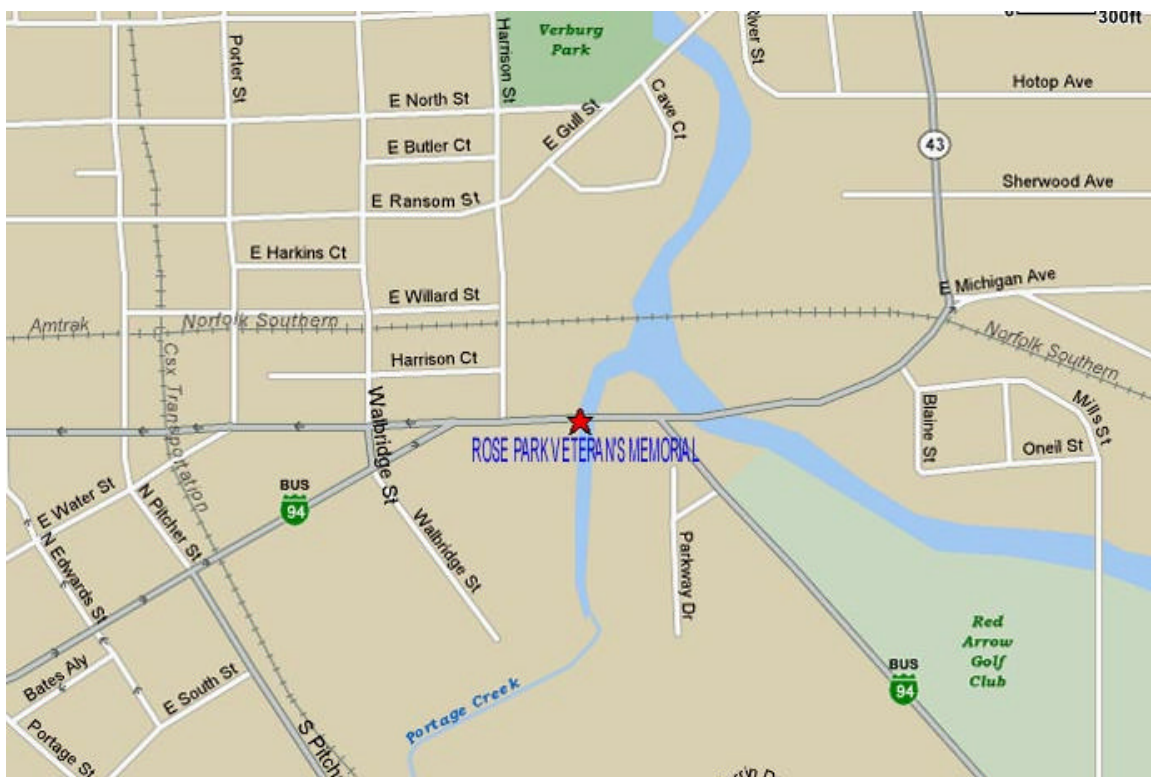 0
300ft
Verburg
Park
River St
Harrison St
Porter St
Hotop Ave
E North St
Cave Ct
E Gull St
43
E Butler Ct
Sherwood Ave
E Ransom St
E Harkins Ct
E Michigan Ave
E Willard St
Amtrak
Norfolk Southern
Norfolk Southern
Csx Transportation
Harrison Ct
Walbridge St
Blaine St
Mills St
Oneil St
ROSE PARK VETERAN'S MEMORIAL
BUS
94
E Water St
N Pitcher St
N Edwards St
Walbridge St
Parkway Dr
Red
Arrow
Golf
Club
BUS
94
Bates Aly
E South St
Portage Creek
Portage St